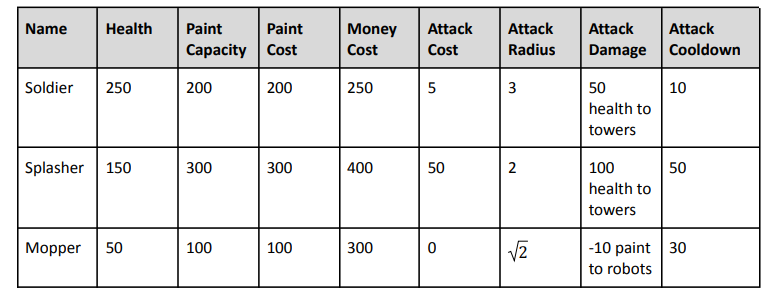 Name Health Paint Capacity Paint Cost Money Cost Attack Cost Attack Radius Attack Damage Attack Cooldown
Soldier 250 200 200 250 5 3 50 health to towers 10
Splasher 150 300 300 400 50 2 100 health to towers 50
Mopper 50 100 100 300 0 √2 -10 paint to robots 30